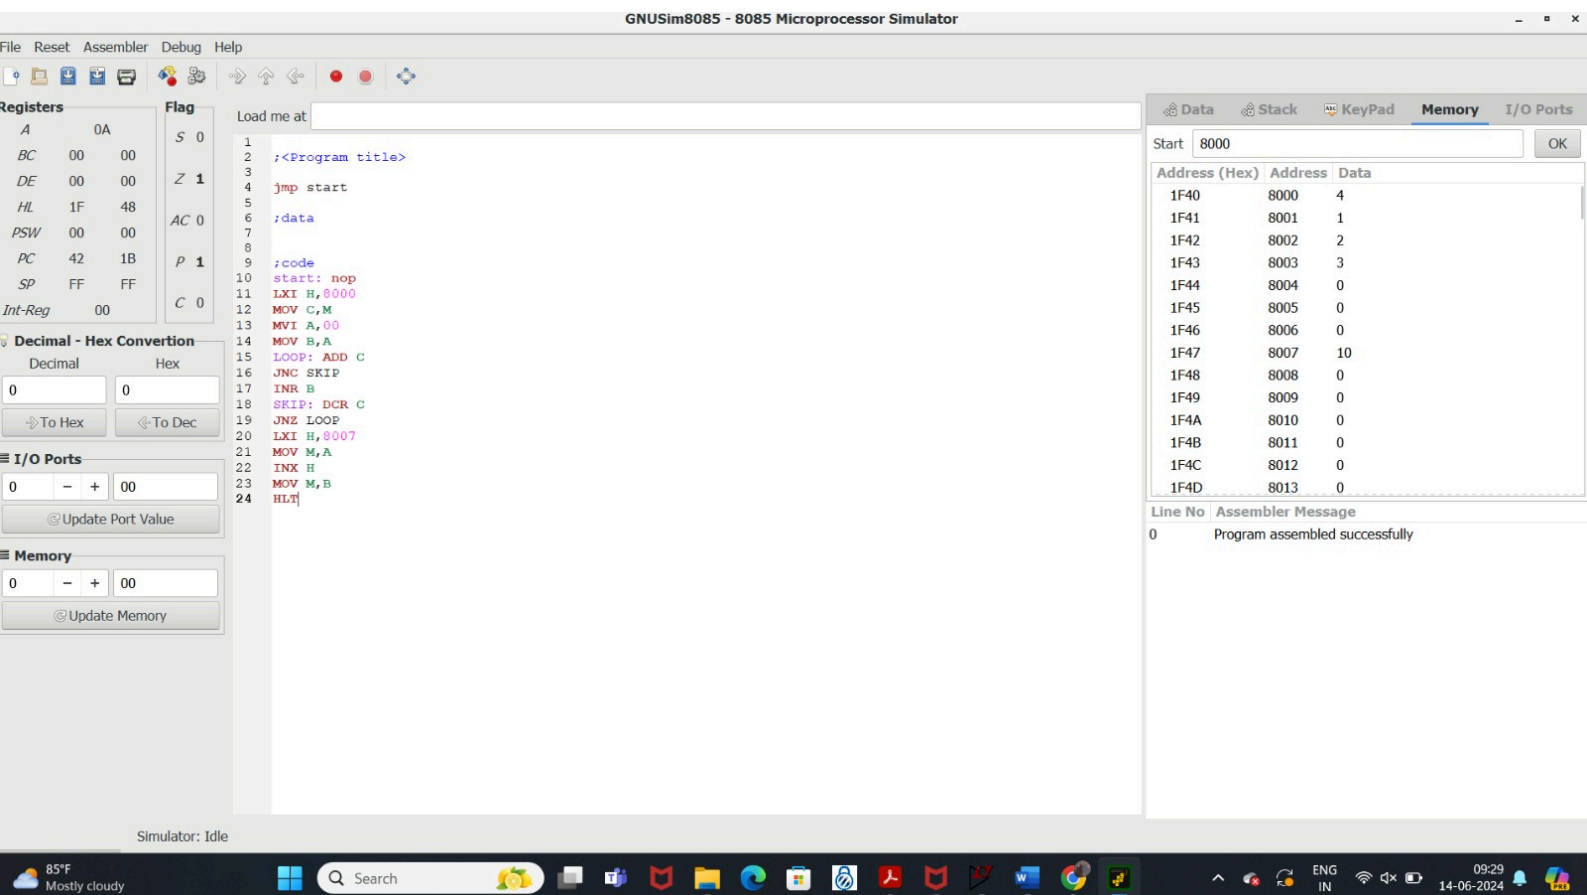 GNUSim8085 - 8085 Microprocessor Simulator
File Reset Assembler Debug Help
Registers
A 0A
BC 00 00
DE 00 00
HL 1F 48
PSW 00 00
PC 42 1B
SP FF FF
Int-Reg 00
Flag
S 0
Z 1
AC 0
P 1
C 0
Decimal - Hex Convertion
Decimal Hex
0 0
To Hex To Dec
I/O Ports
0 - + 00
Update Port Value
Memory
0 - + 00
Update Memory
Load me at
1
2 ;<Program title>
3
4 jmp start
5
6 ;data
7
8
9 ;code
10 start: nop
11 LXI H,8000
12 MOV C,M
13 MVI A,00
14 MOV B,A
15 LOOP: ADD C
16 JNC SKIP
17 INR B
18 SKIP: DCR C
19 JNZ LOOP
20 LXI H,8007
21 MOV M,A
22 INX H
23 MOV M,B
24 HLT
Data Stack KeyPad Memory I/O Ports
Start 8000 OK
Address (Hex) Address Data
1F40 8000 4
1F41 8001 1
1F42 8002 2
1F43 8003 3
1F44 8004 0
1F45 8005 0
1F46 8006 0
1F47 8007 10
1F48 8008 0
1F49 8009 0
1F4A 8010 0
1F4B 8011 0
1F4C 8012 0
1F4D 8013 0
Line No Assembler Message
0 Program assembled successfully
Simulator: Idle
85°F
Mostly cloudy
Search
ENG
IN
09:29
14-06-2024
PRE